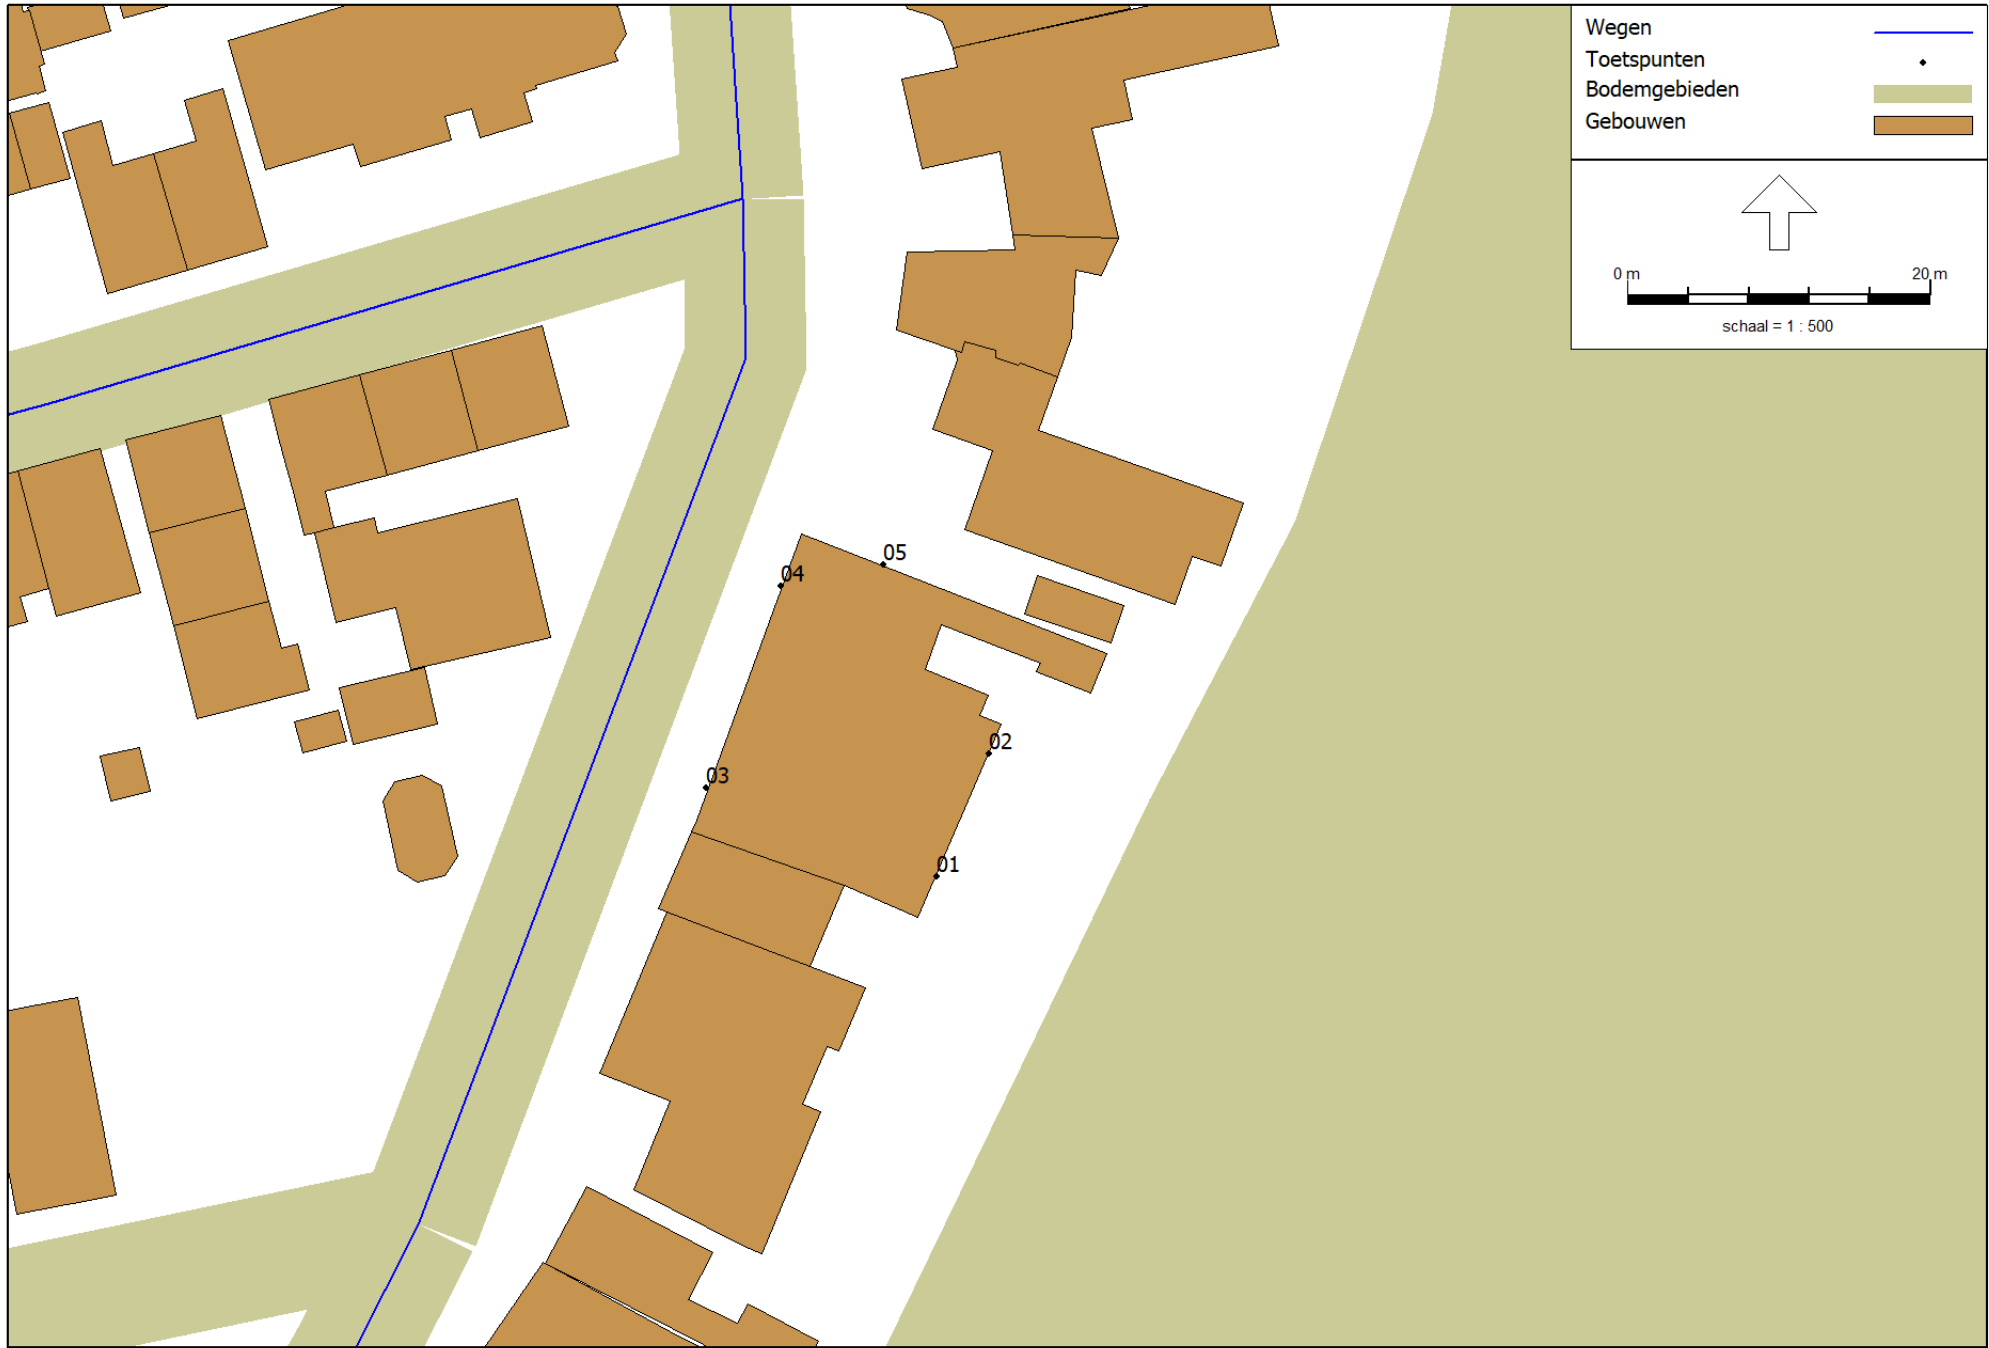 Wegen
Toetspunten
Bodemgebieden
Gebouwen
0 m 20 m
schaal = 1 : 500
05
04
02
03
01